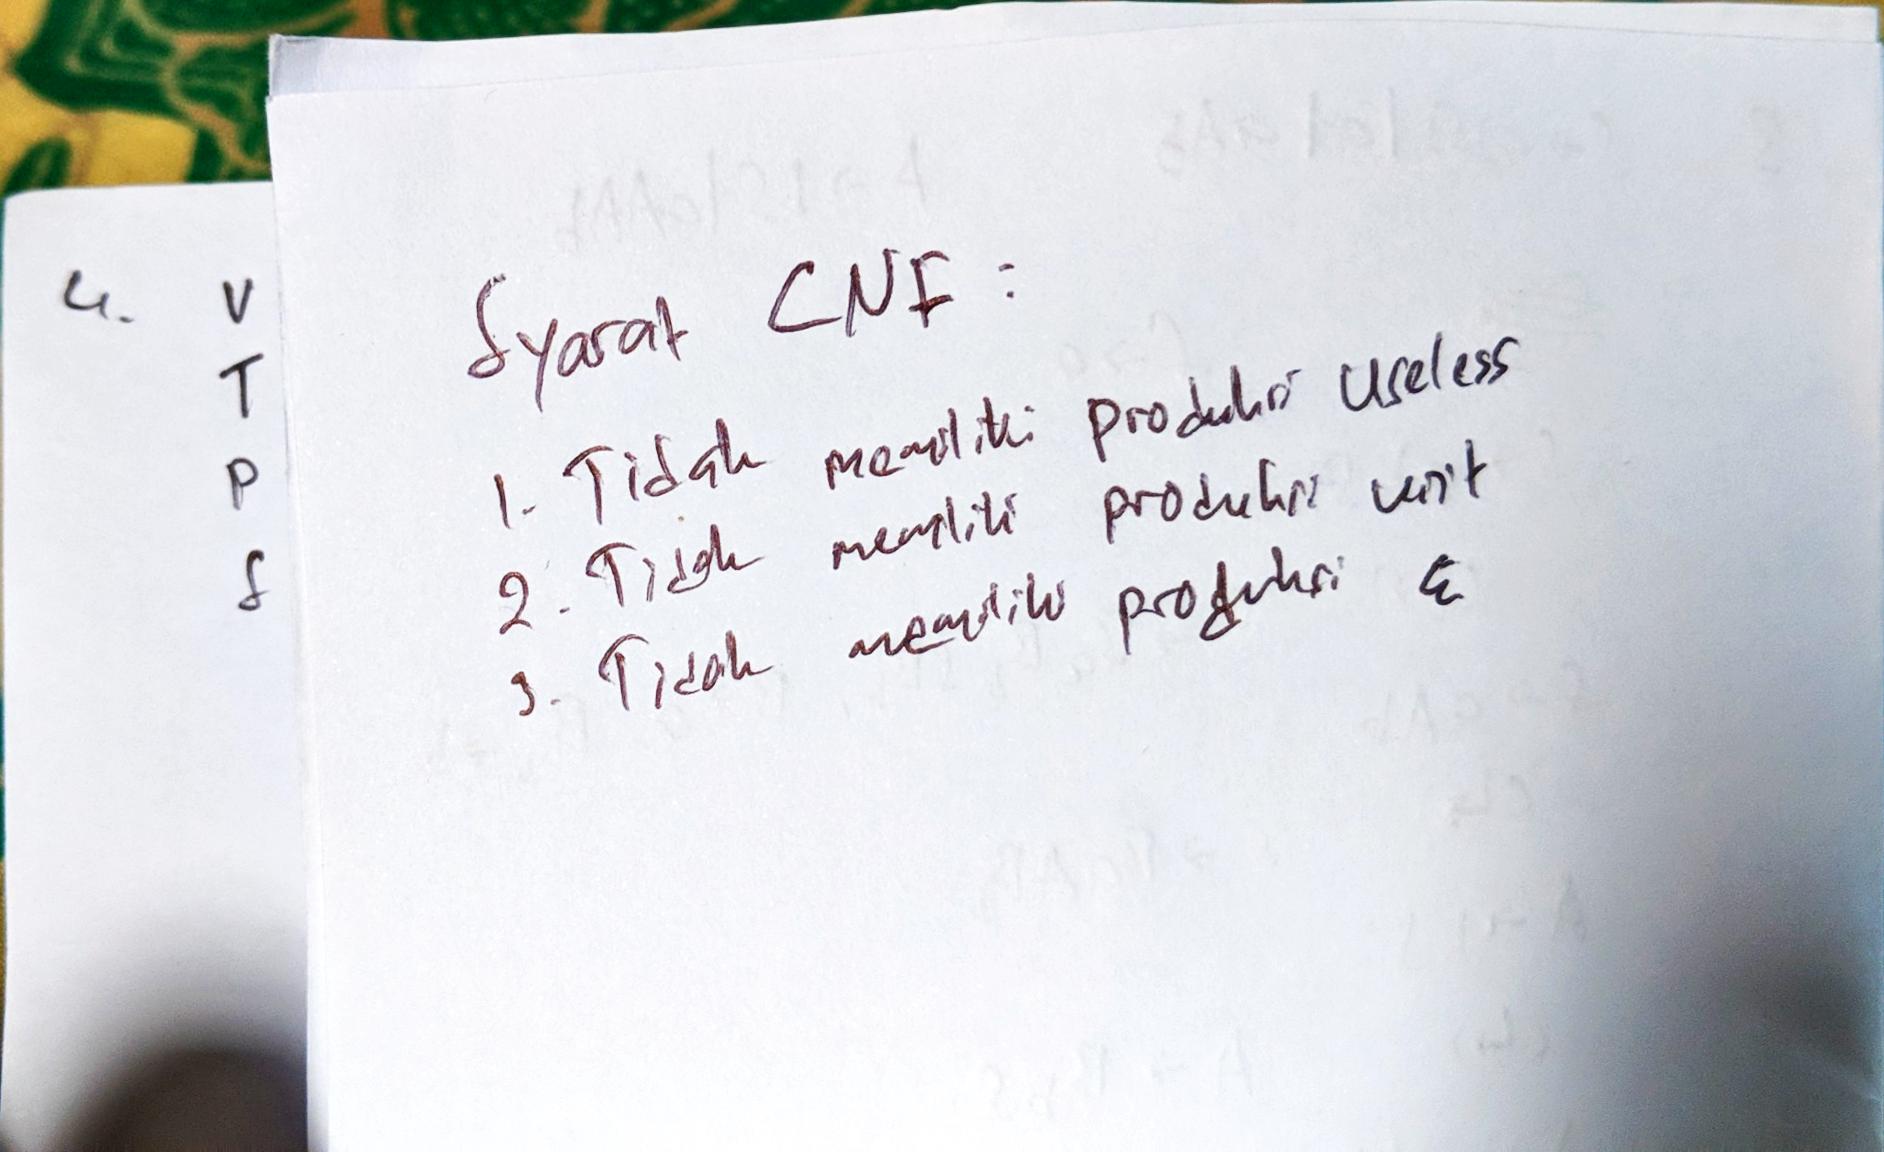 4. V
T
P
S
Syarat CNF :
1. Tidak memiliki produksi Useless
2. Tidak memiliki produksi unit
3. Tidak memiliki produksi ε